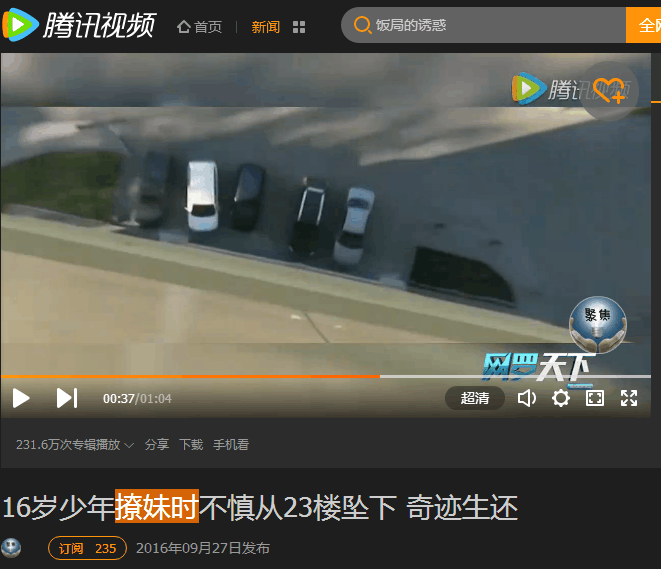 腾讯视频 首页 新闻 饭局的诱惑 全网
腾讯视频
聚焦
网罗天下
00:37/01:04 超清
231.6万次专辑播放 分享 下载 手机看
16岁少年撩妹时不慎从23楼坠下 奇迹生还
订阅 235 2016年09月27日发布